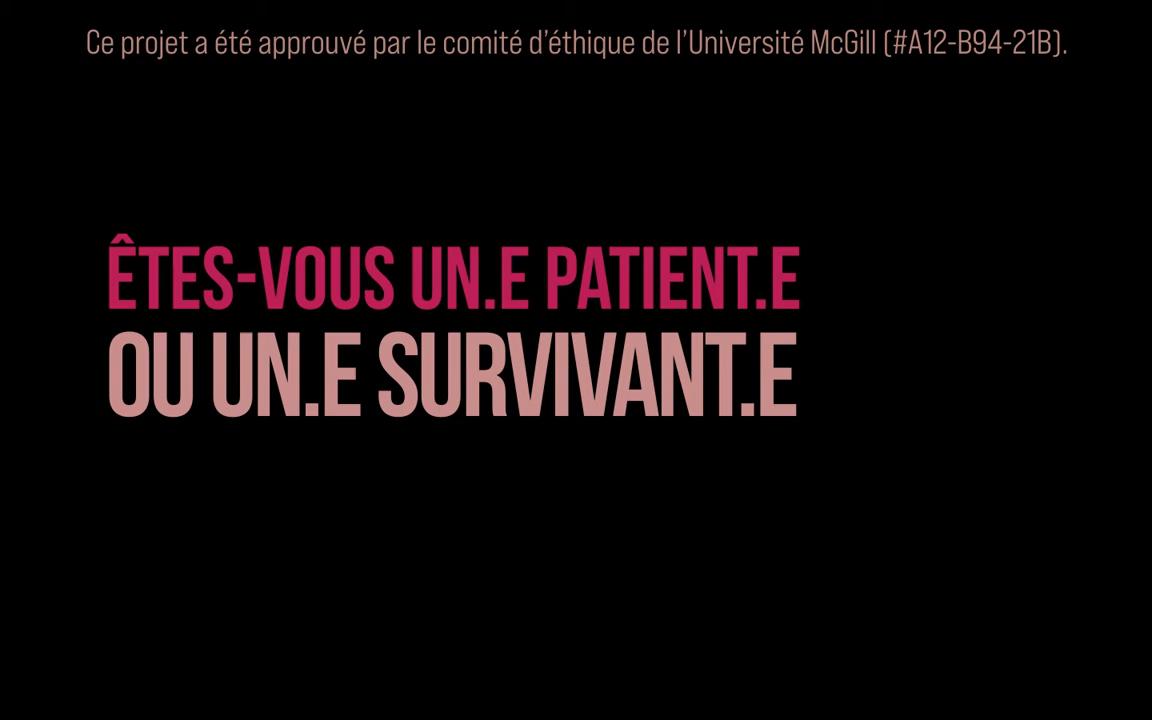 Ce projet a été approuvé par le comité d’éthique de l’Université McGill (#A12-B94-21B).
ÊTES-VOUS UN.E PATIENT.E
OU UN.E SURVIVANT.E